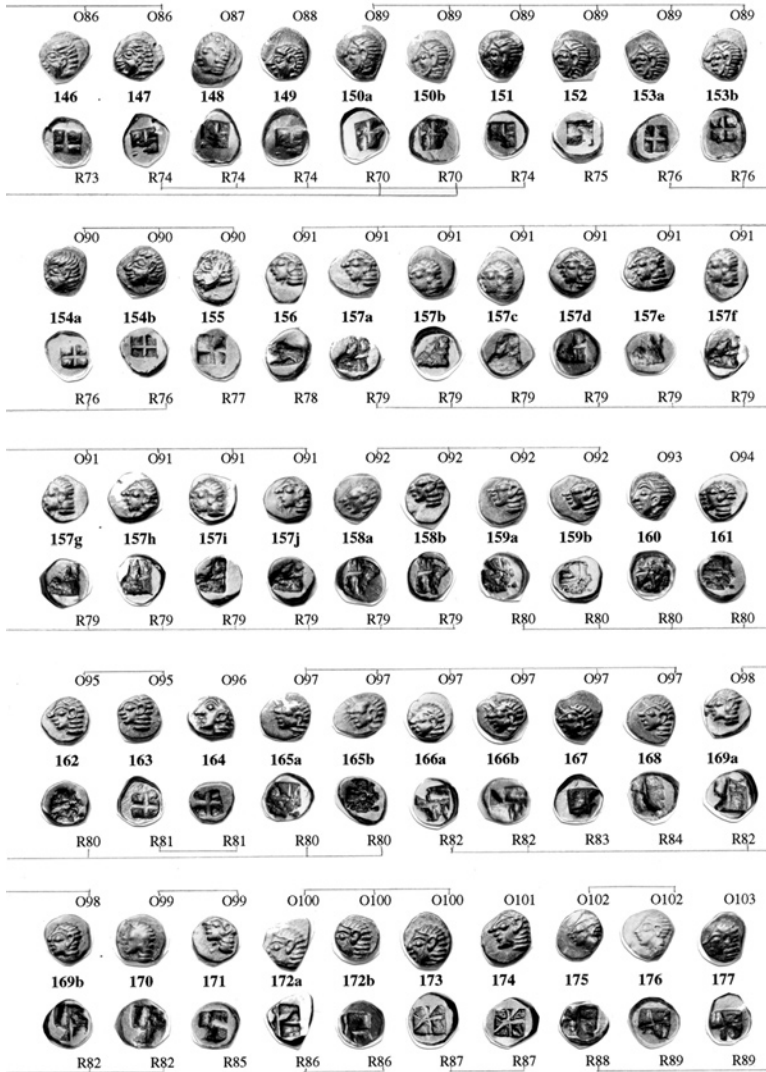 O86 O86 O87 O88 O89 O89 O89 O89 O89 O89
146 147 148 149 150a 150b 151 152 153a 153b
R73 R74 R74 R74 R70 R70 R74 R75 R76 R76
O90 O90 O90 O91 O91 O91 O91 O91 O91 O91
154a 154b 155 156 157a 157b 157c 157d 157e 157f
R76 R76 R77 R78 R79 R79 R79 R79 R79 R79
O91 O91 O91 O91 O92 O92 O92 O92 O93 O94
157g 157h 157i 157j 158a 158b 159a 159b 160 161
R79 R79 R79 R79 R79 R79 R80 R80 R80 R80
O95 O95 O96 O97 O97 O97 O97 O97 O97 O98
162 163 164 165a 165b 166a 166b 167 168 169a
R80 R81 R81 R80 R80 R82 R82 R83 R84 R82
O98 O99 O99 O100 O100 O100 O101 O102 O102 O103
169b 170 171 172a 172b 173 174 175 176 177
R82 R82 R85 R86 R86 R87 R87 R88 R89 R89